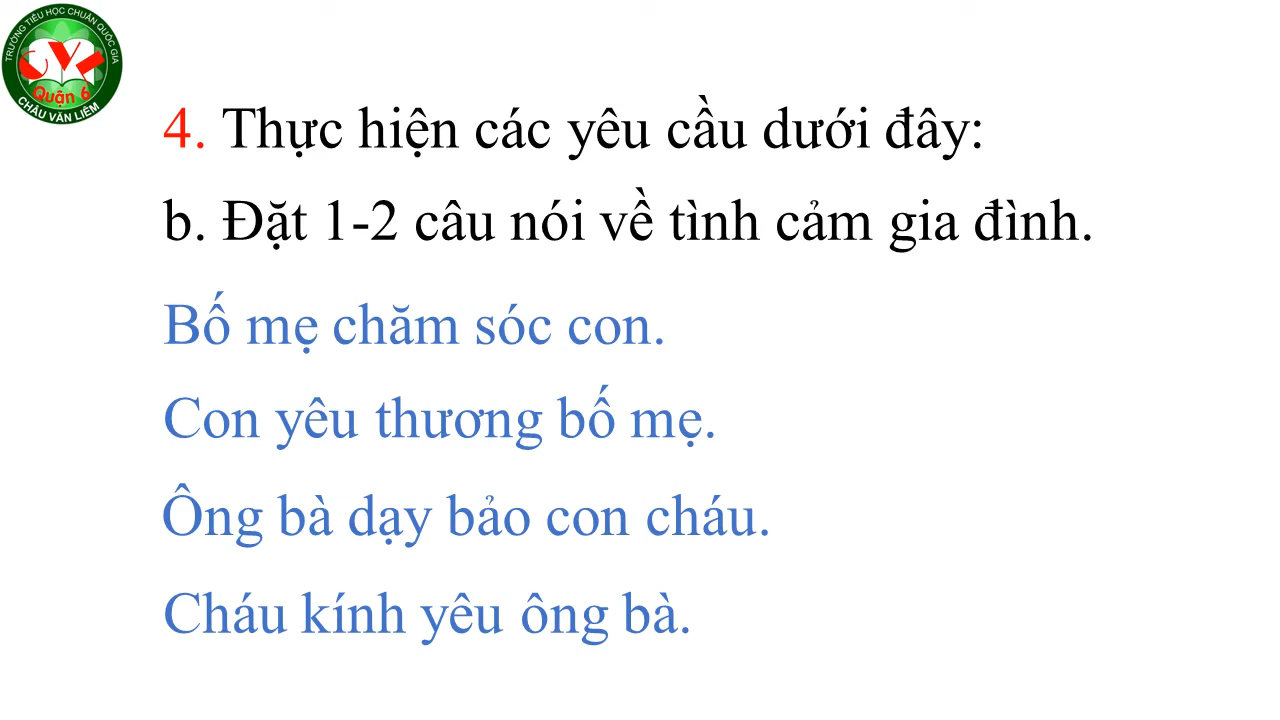 TRƯỜNG TIỂU HỌC CHUẨN QUỐC GIA
CVL
Quận 6
CHÂU VĂN LIÊM
4. Thực hiện các yêu cầu dưới đây:
b. Đặt 1-2 câu nói về tình cảm gia đình.
Bố mẹ chăm sóc con.
Con yêu thương bố mẹ.
Ông bà dạy bảo con cháu.
Cháu kính yêu ông bà.